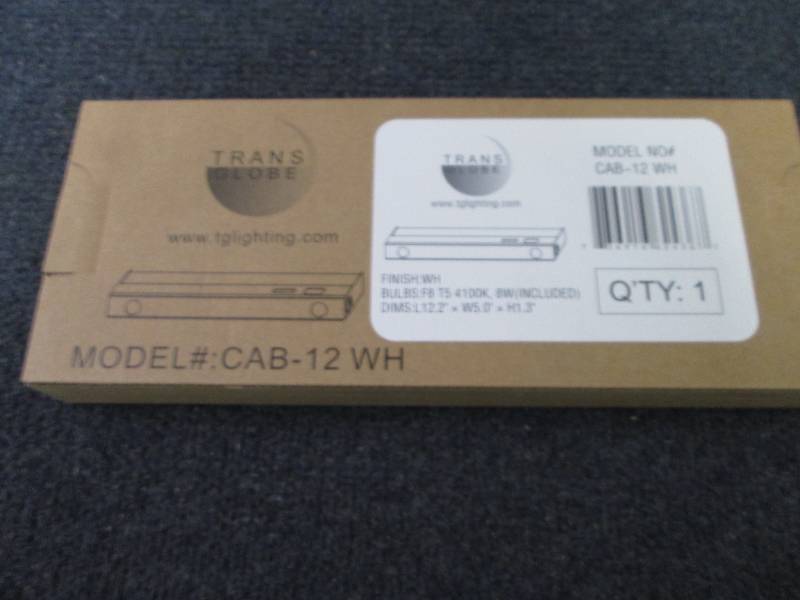 TRANS
GLOBE
www.tglighting.com
MODEL#:CAB-12 WH
TRANS
GLOBE
www.tglighting.com
MODEL NO#
CAB-12 WH
FINISH:WH
BULBS:F8 T5 4100K, 8W(INCLUDED)
DIMS:L12.2" × W5.0" × H1.3"
Q'TY: 1